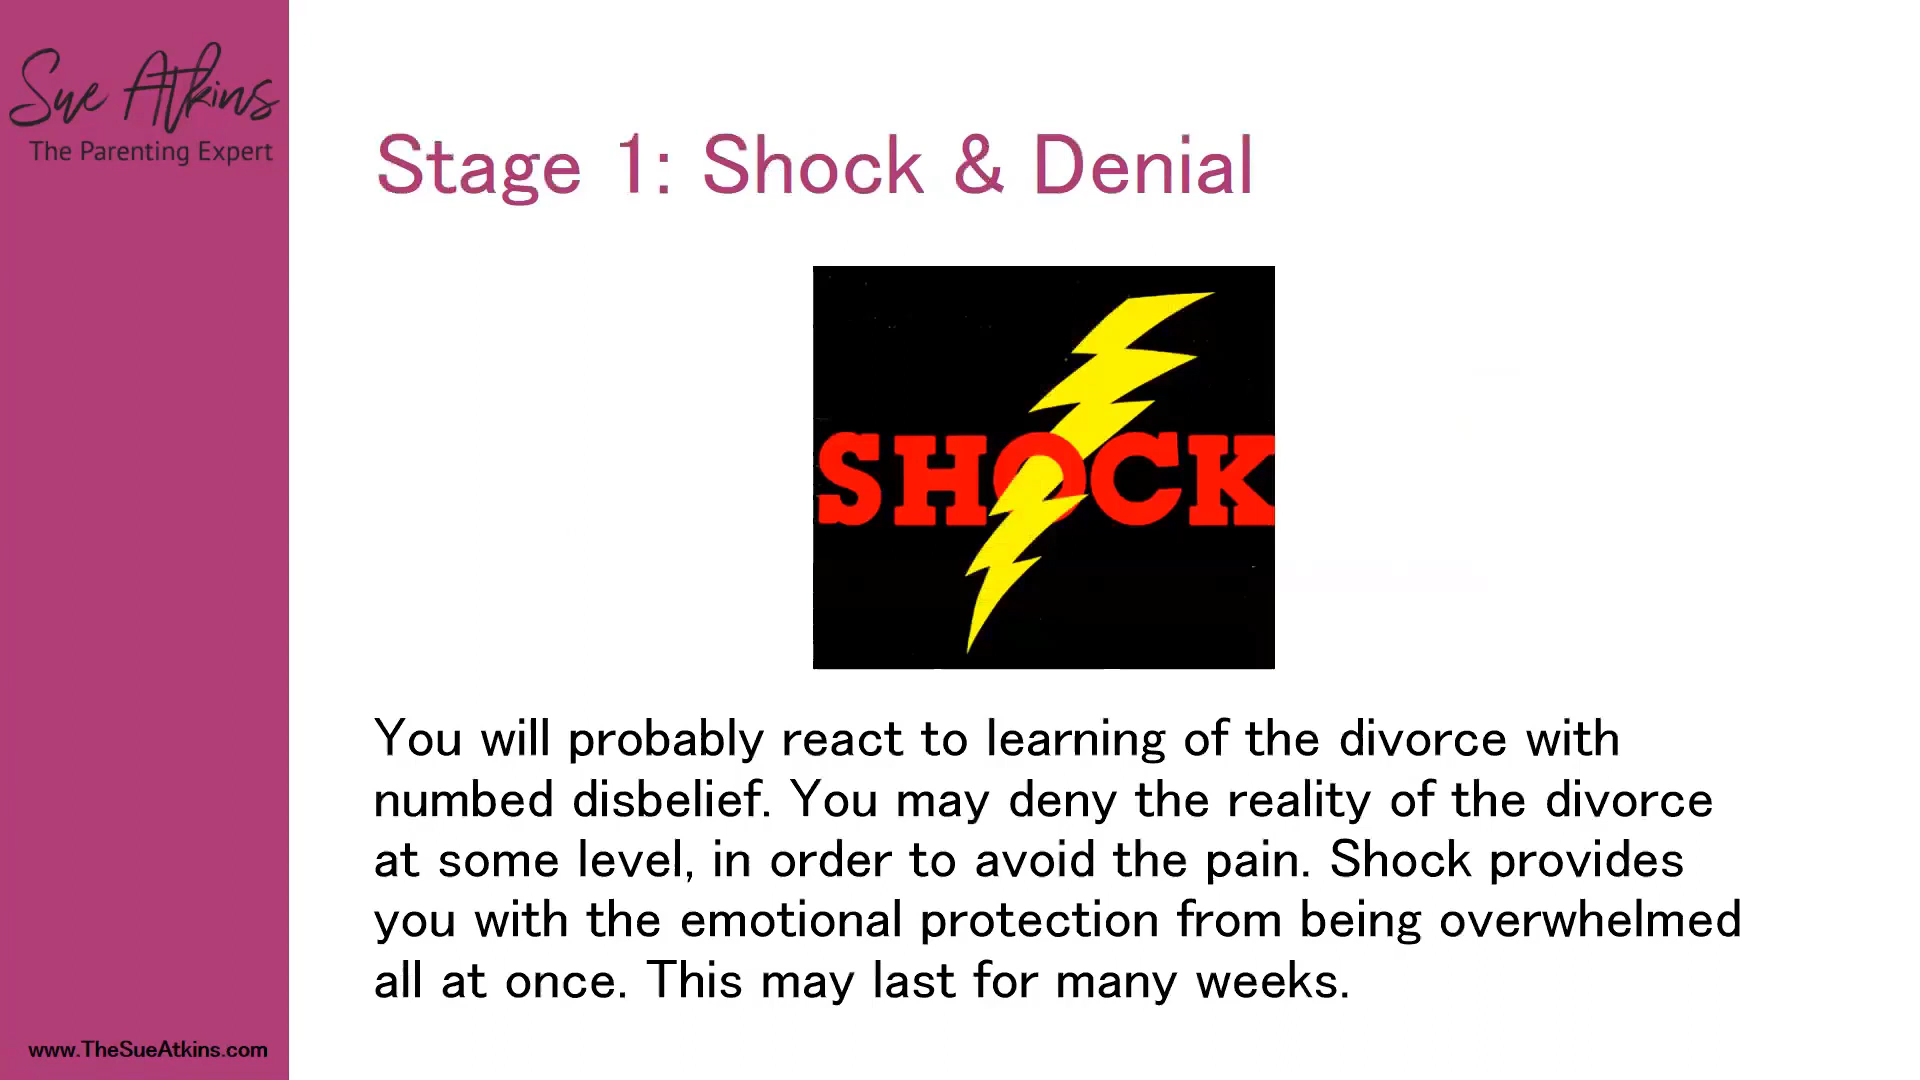 Sue Atkins
The Parenting Expert
Stage 1: Shock & Denial
SHOCK
You will probably react to learning of the divorce with
numbed disbelief. You may deny the reality of the divorce
at some level, in order to avoid the pain. Shock provides
you with the emotional protection from being overwhelmed
all at once. This may last for many weeks.
www.TheSueAtkins.com